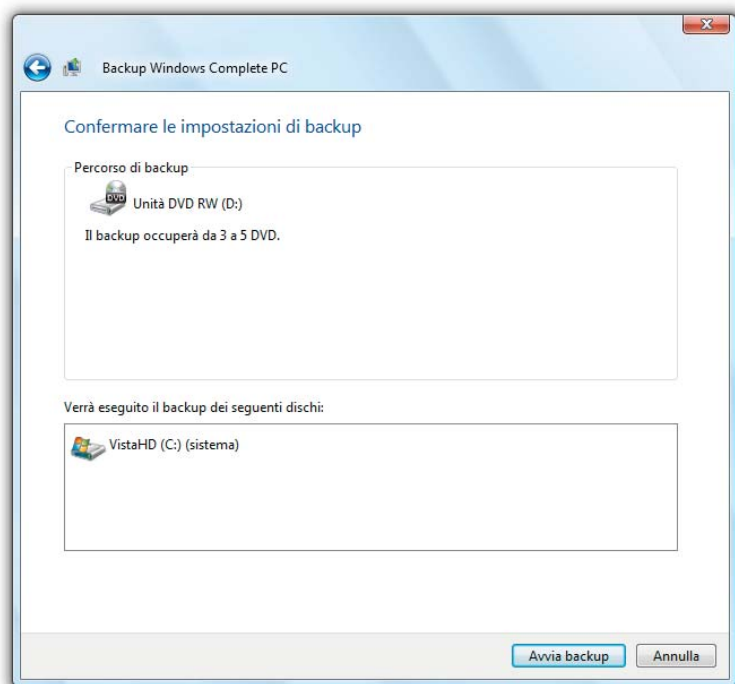 Backup Windows Complete PC
Confermare le impostazioni di backup
Percorso di backup
DVD
Unità DVD RW (D:)
Il backup occuperà da 3 a 5 DVD.
Verrà eseguito il backup dei seguenti dischi:
VistaHD (C:) (sistema)
Avvia backup Annulla